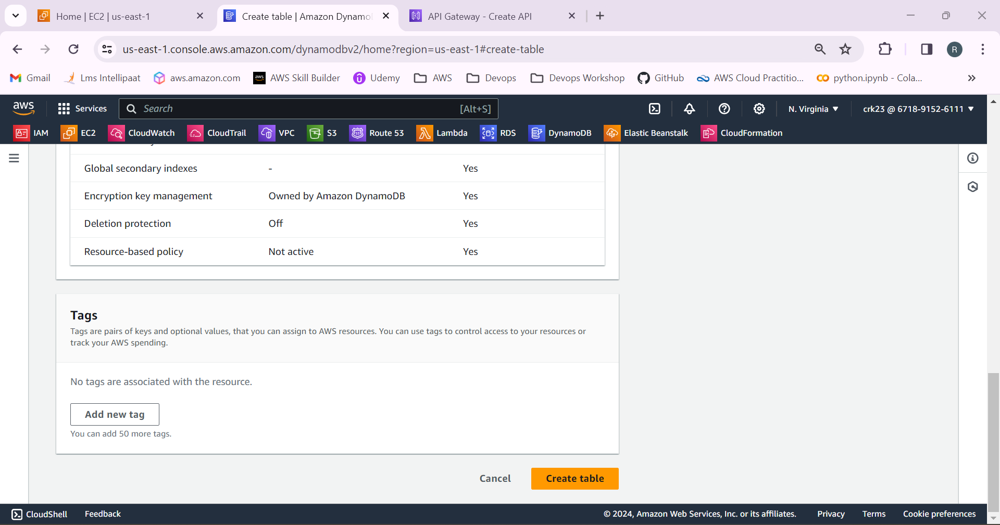 Home | EC2 | us-east-1
Create table | Amazon Dynamo
API Gateway - Create API
us-east-1.console.aws.amazon.com/dynamodbv2/home?region=us-east-1#create-table
R
Gmail
Lms Intellipaat
aws.amazon.com
aws
AWS Skill Builder
Udemy
AWS
Devops
Devops Workshop
GitHub
AWS Cloud Practitio...
python.ipynb - Cola...
aws
Services
Search
[Alt+S]
N. Virginia
crk23 @ 6718-9152-6111
IAM
EC2
CloudWatch
CloudTrail
VPC
S3
Route 53
Lambda
RDS
DynamoDB
Elastic Beanstalk
CloudFormation
Global secondary indexes - Yes
Encryption key management Owned by Amazon DynamoDB Yes
Deletion protection Off Yes
Resource-based policy Not active Yes
Tags
Tags are pairs of keys and optional values, that you can assign to AWS resources. You can use tags to control access to your resources or
track your AWS spending.
No tags are associated with the resource.
Add new tag
You can add 50 more tags.
Cancel
Create table
CloudShell
Feedback
© 2024, Amazon Web Services, Inc. or its affiliates.
Privacy
Terms
Cookie preferences